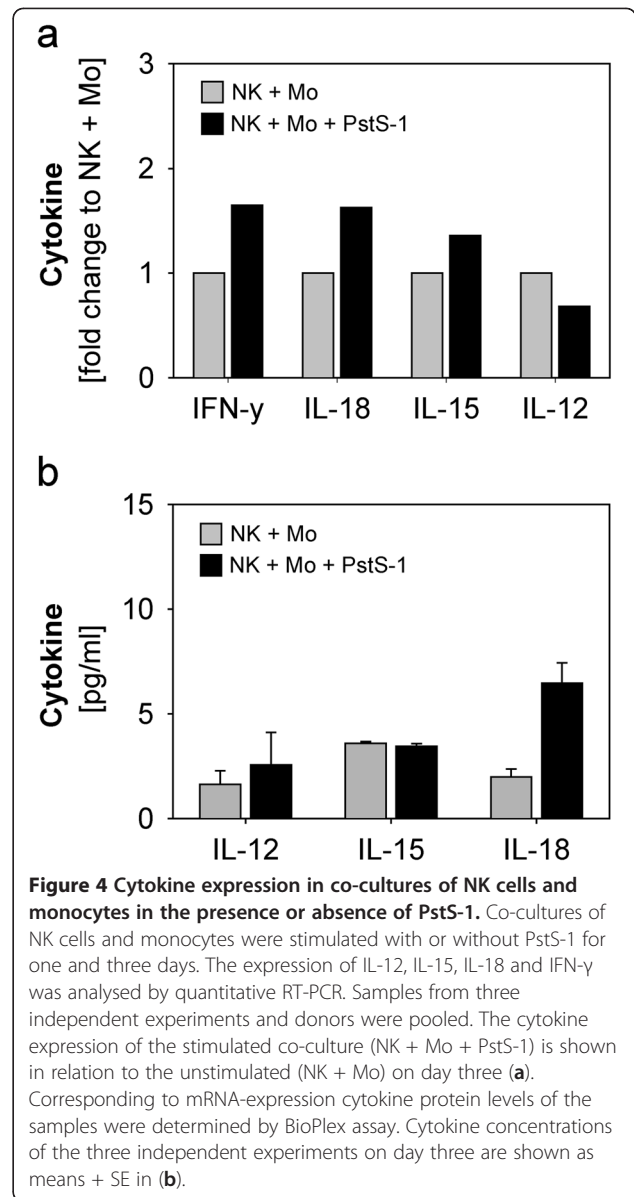 a
Cytokine
[fold change to NK + Mo]
3
2
1
0
NK + Mo
NK + Mo + PstS-1
IFN-y IL-18 IL-15 IL-12
b
Cytokine
[pg/ml]
15
10
5
0
NK + Mo
NK + Mo + PstS-1
IL-12 IL-15 IL-18
Figure 4 Cytokine expression in co-cultures of NK cells and
monocytes in the presence or absence of PstS-1. Co-cultures of
NK cells and monocytes were stimulated with or without PstS-1 for
one and three days. The expression of IL-12, IL-15, IL-18 and IFN-γ
was analysed by quantitative RT-PCR. Samples from three
independent experiments and donors were pooled. The cytokine
expression of the stimulated co-culture (NK + Mo + PstS-1) is shown
in relation to the unstimulated (NK + Mo) on day three (a).
Corresponding to mRNA-expression cytokine protein levels of the
samples were determined by BioPlex assay. Cytokine concentrations
of the three independent experiments on day three are shown as
means + SE in (b).